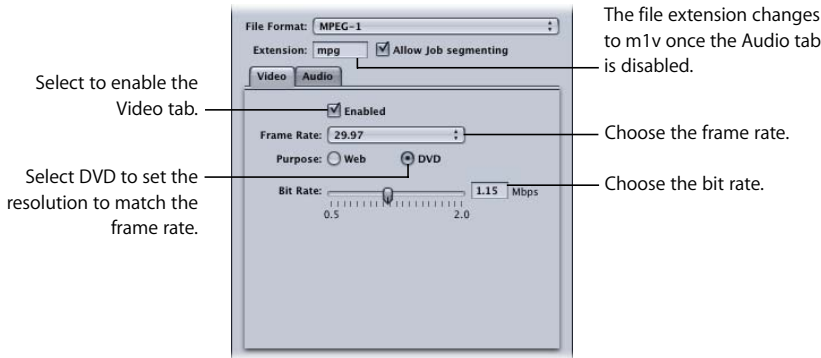 File Format: MPEG-1
Extension: mpg Allow Job segmenting
Video Audio
Enabled
Frame Rate: 29.97
Purpose: Web DVD
Bit Rate: 1.15 Mbps
0.5 2.0
Select to enable the
Video tab.
Select DVD to set the
resolution to match the
frame rate.
The file extension changes
to m1v once the Audio tab
is disabled.
Choose the frame rate.
Choose the bit rate.